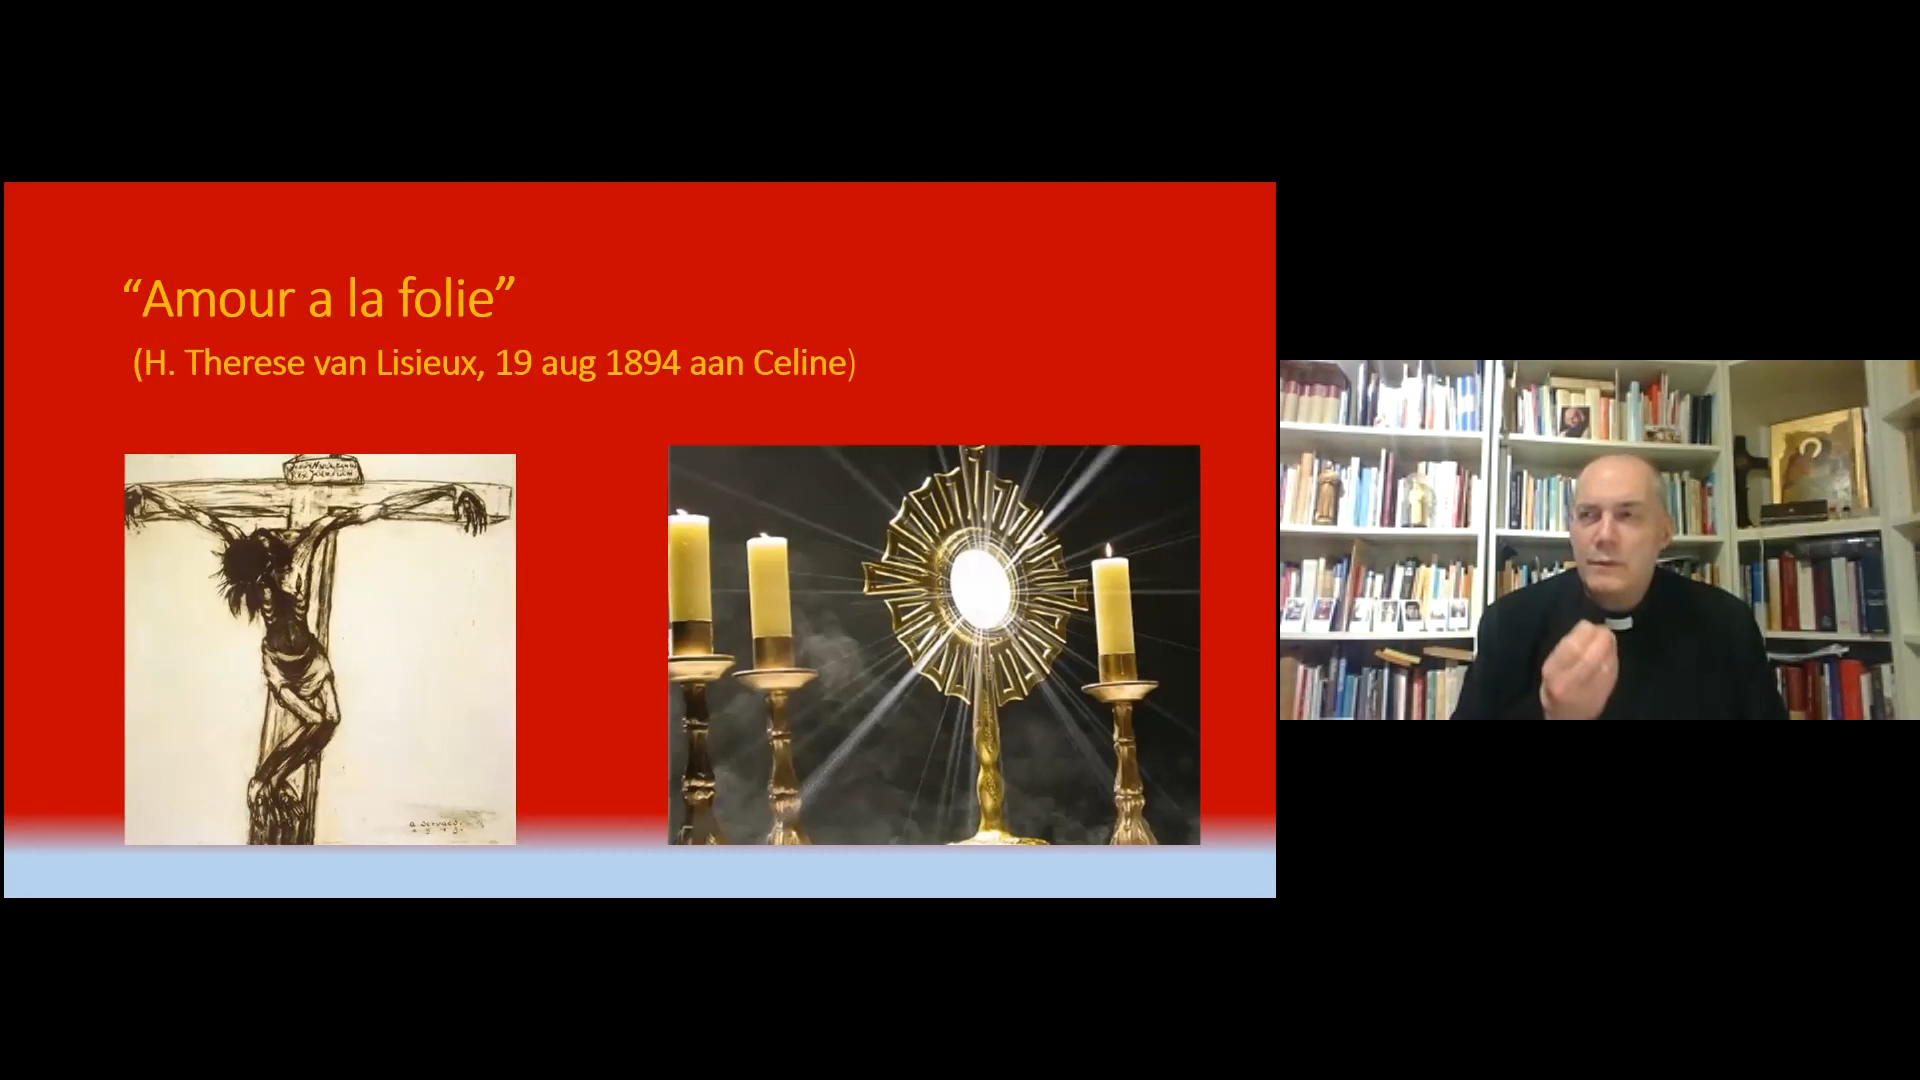 “Amour a la folie”
(H. Therese van Lisieux, 19 aug 1894 aan Celine)